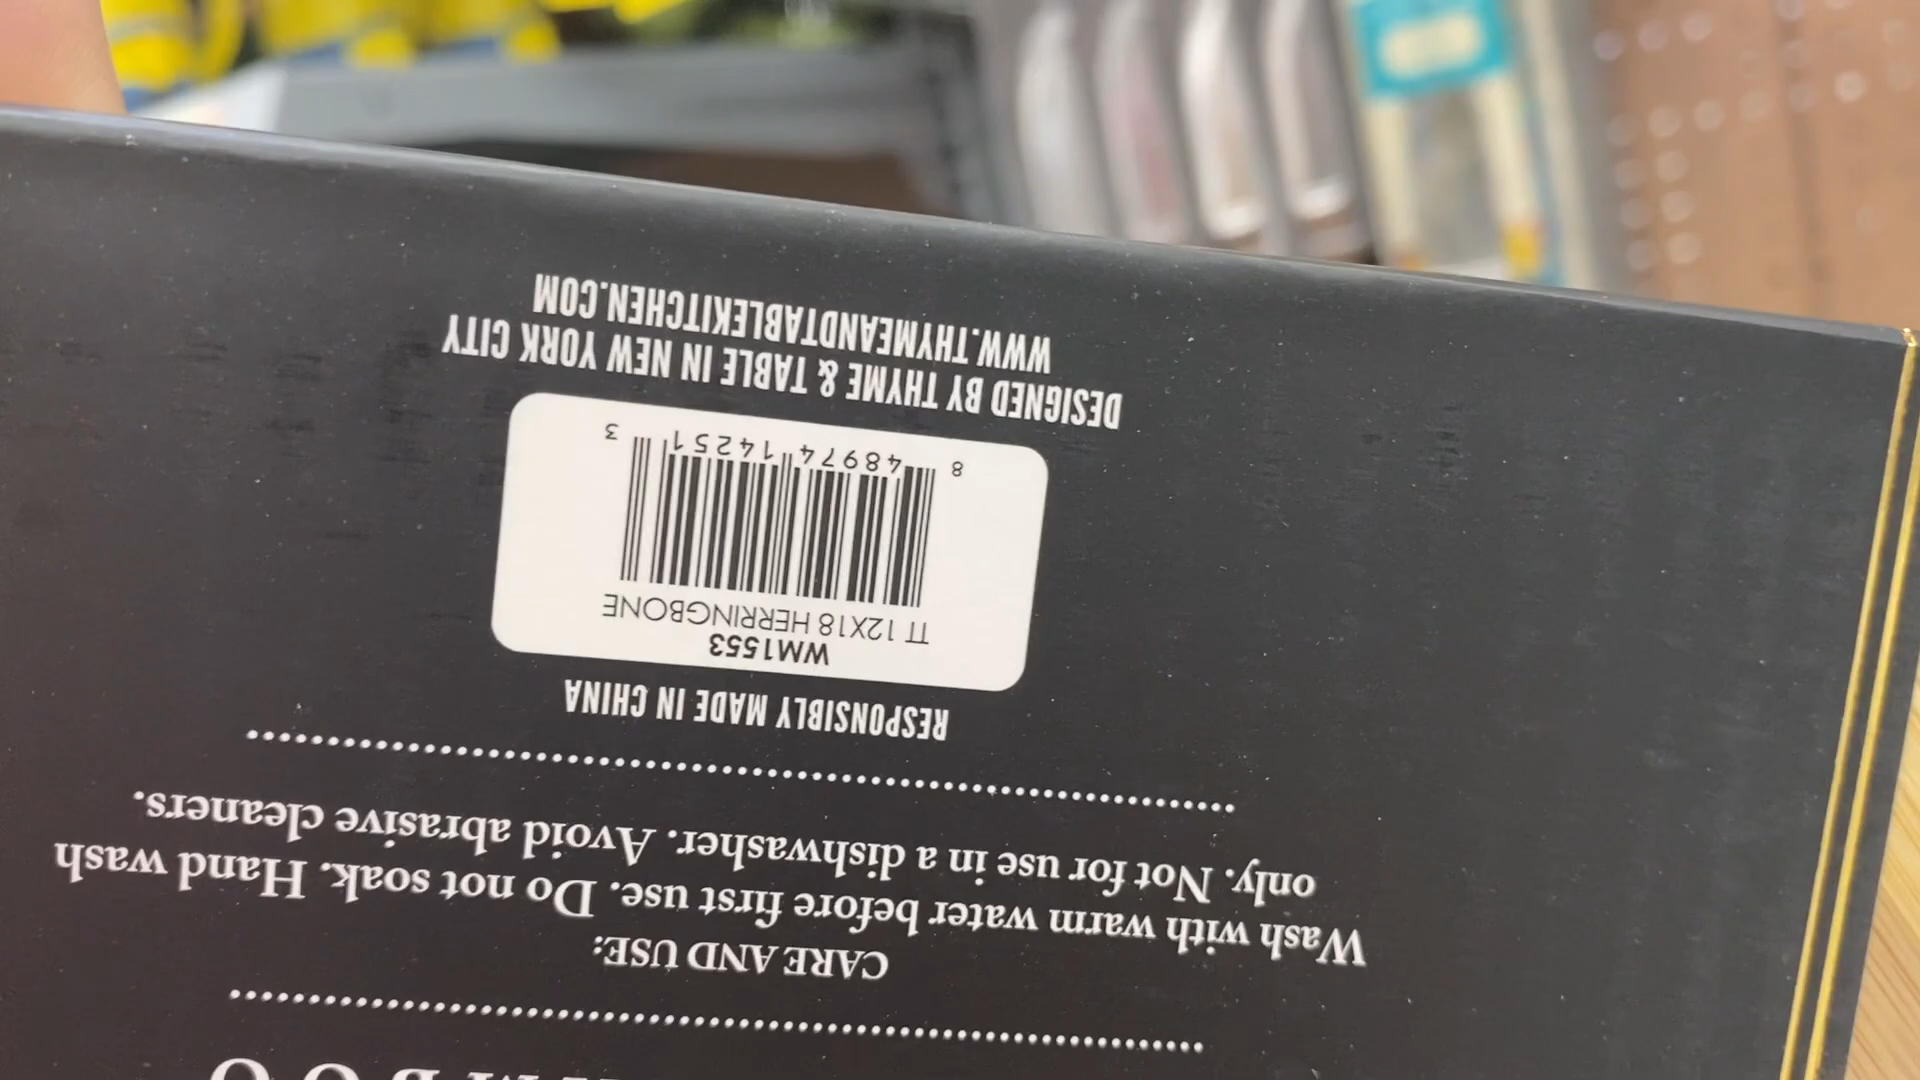 CARE AND USE:
Wash with warm water before first use. Do not soak. Hand wash
only. Not for use in a dishwasher. Avoid abrasive cleaners.
RESPONSIBLY MADE IN CHINA
WM1553
TT 12X18 HERRINGBONE
8 48974 14251 3
DESIGNED BY THYME & TABLE IN NEW YORK CITY
WWW.THYMEANDTABLEKITCHEN.COM